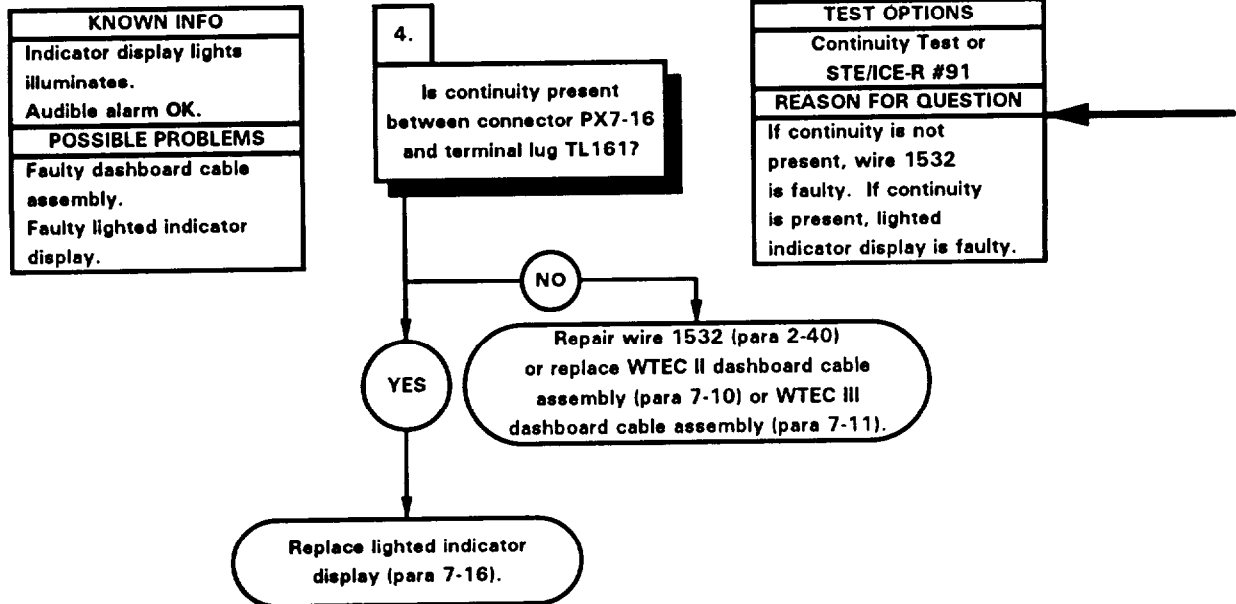 KNOWN INFO
Indicator display lights
illuminates.
Audible alarm OK.
POSSIBLE PROBLEMS
Faulty dashboard cable
assembly.
Faulty lighted indicator
display.
4.
Is continuity present
between connector PX7-16
and terminal lug TL161?
TEST OPTIONS
Continuity Test or
STE/ICE-R #91
REASON FOR QUESTION
If continuity is not
present, wire 1532
is faulty. If continuity
is present, lighted
indicator display is faulty.
NO
YES
Repair wire 1532 (para 2-40)
or replace WTEC II dashboard cable
assembly (para 7-10) or WTEC III
dashboard cable assembly (para 7-11).
Replace lighted indicator
display (para 7-16).